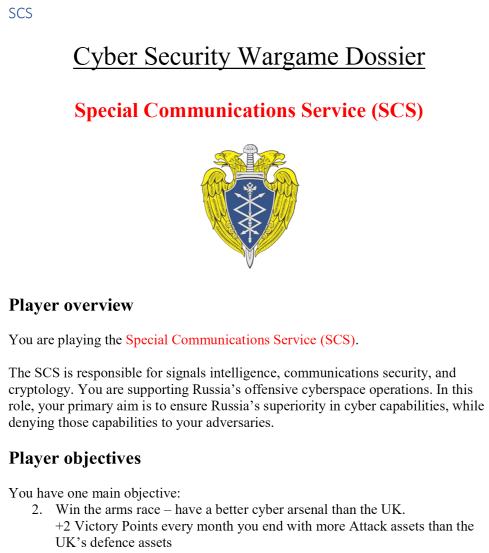 SCS
Cyber Security Wargame Dossier
Special Communications Service (SCS)
Player overview
You are playing the Special Communications Service (SCS).
The SCS is responsible for signals intelligence, communications security, and
cryptology. You are supporting Russia's offensive cyberspace operations. In this
role, your primary aim is to ensure Russia's superiority in cyber capabilities, while
denying those capabilities to your adversaries.
Player objectives
You have one main objective:
2. Win the arms race – have a better cyber arsenal than the UK.
+2 Victory Points every month you end with more Attack assets than the
UK's defence assets